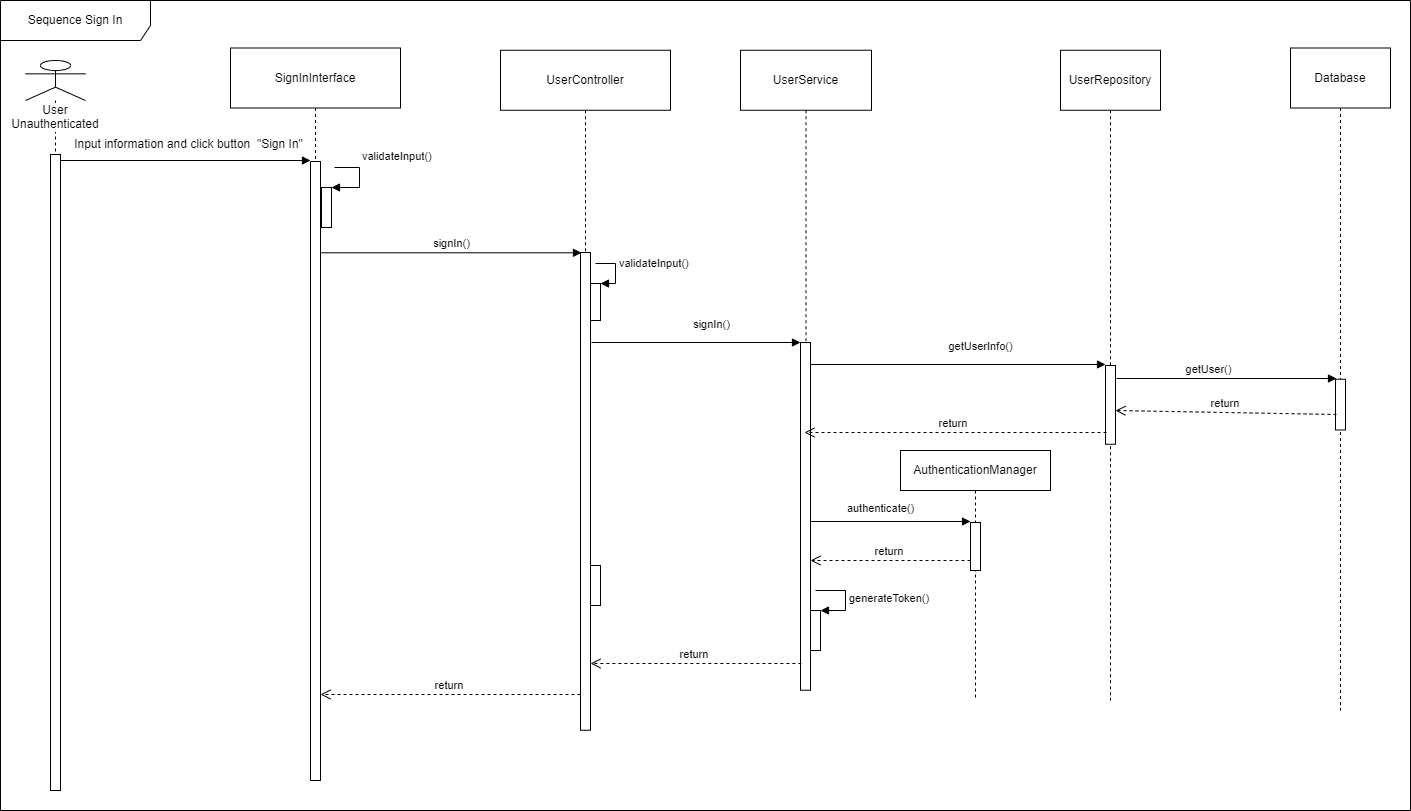 Sequence Sign In
SignInInterface
UserController
UserService
UserRepository
Database
User
Unauthenticated
Input information and click button "Sign In"
validateInput()
signIn()
validateInput()
signIn()
getUserInfo()
getUser()
return
return
AuthenticationManager
authenticate()
return
generateToken()
return
return